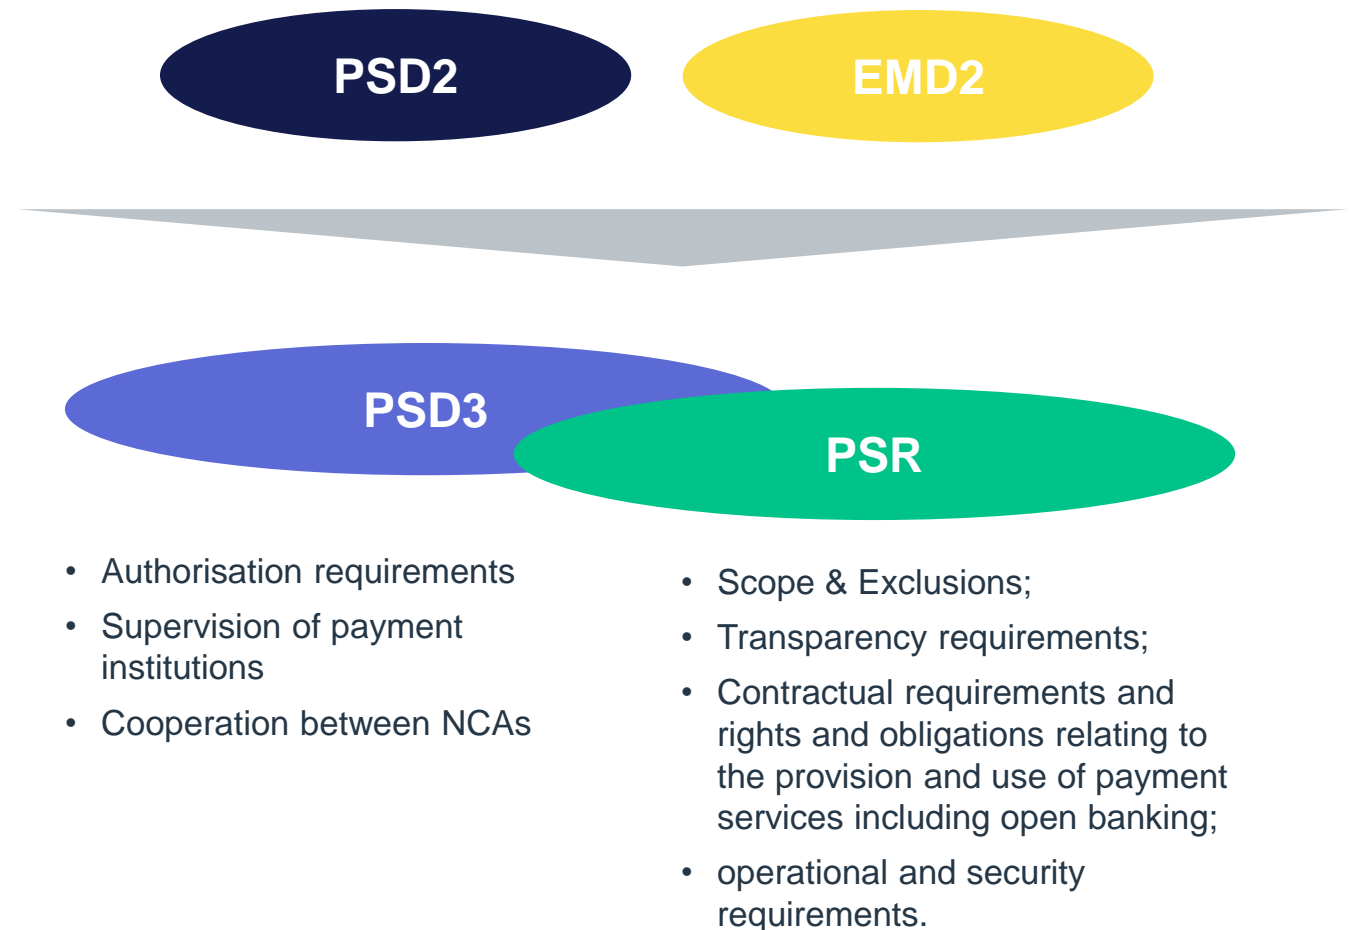 PSD2
EMD2
PSD3
PSR
• Authorisation requirements
• Supervision of payment
institutions
• Cooperation between NCAs
• Scope & Exclusions;
• Transparency requirements;
• Contractual requirements and
rights and obligations relating to
the provision and use of payment
services including open banking;
• operational and security
requirements.